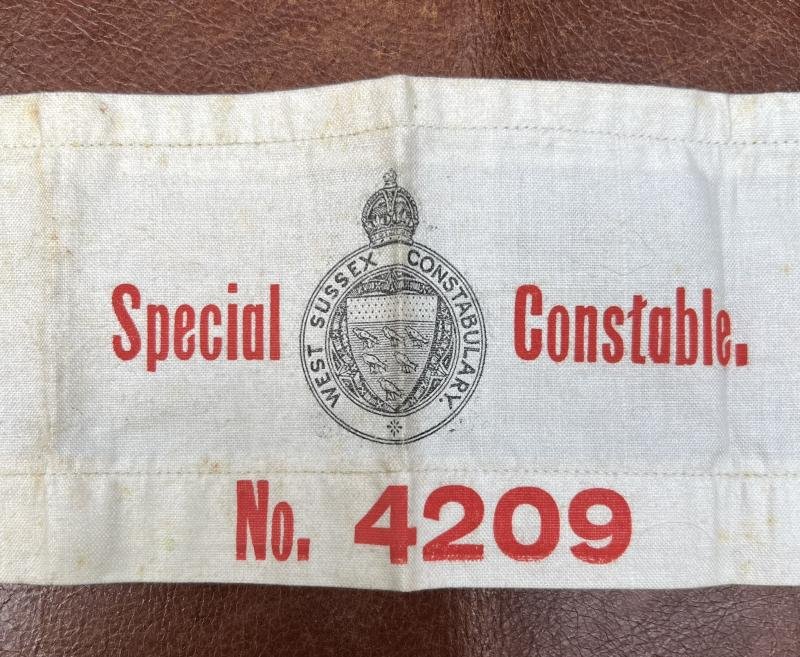 WEST SUSSEX CONSTABULARY.
Special Constable.
No. 4209